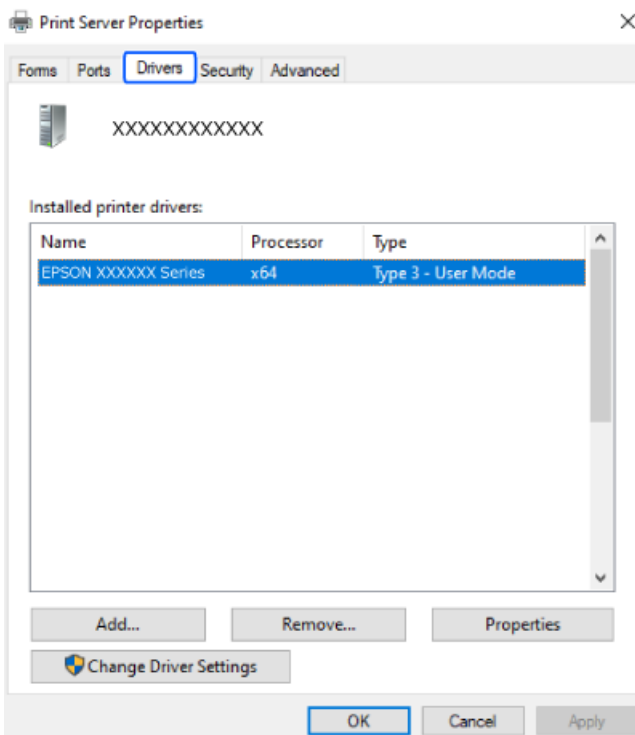 Print Server Properties
Forms Ports Drivers Security Advanced
XXXXXXXXXXXX
Installed printer drivers:
Name Processor Type
EPSON XXXXXX Series x64 Type 3 - User Mode
Add... Remove... Properties
Change Driver Settings
OK Cancel Apply